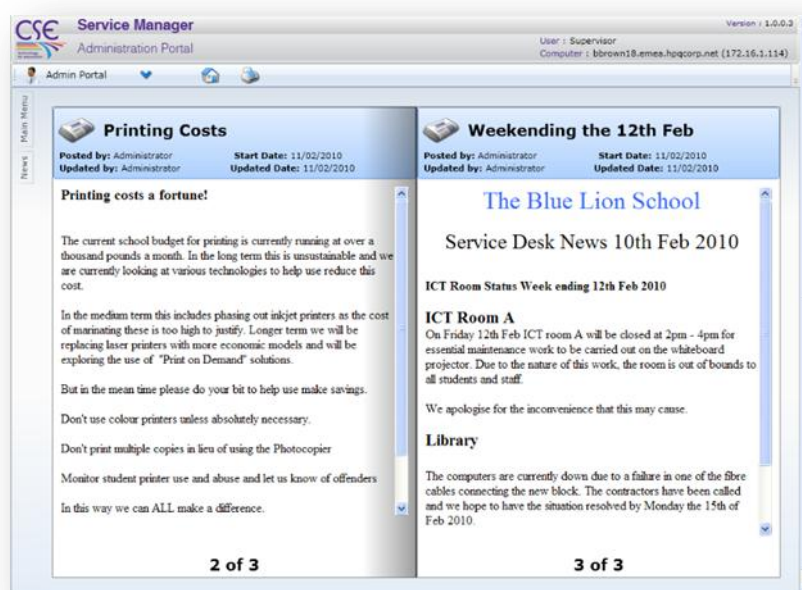 CSE Service Manager
Version : 1.0.0.3
Administration Portal
User : Supervisor
Computer : bbrown18.emea.hpqcorp.net (172.16.1.114)
Admin Portal
Main Menu
News
Printing Costs
Posted by: Administrator Start Date: 11/02/2010
Updated by: Administrator Updated Date: 11/02/2010
Printing costs a fortune!
The current school budget for printing is currently running at over a
thousand pounds a month. In the long term this is unsustainable and we
are currently looking at various technologies to help use reduce this
cost.
In the medium term this includes phasing out inkjet printers as the cost
of marinating these is too high to justify. Longer term we will be
replacing laser printers with more economic models and will be
exploring the use of "Print on Demand" solutions.
But in the mean time please do your bit to help use make savings.
Don't use colour printers unless absolutely necessary.
Don't print multiple copies in lieu of using the Photocopier
Monitor student printer use and abuse and let us know of offenders
In this way we can ALL make a difference.
2 of 3
Weekending the 12th Feb
Posted by: Administrator Start Date: 11/02/2010
Updated by: Administrator Updated Date: 11/02/2010
The Blue Lion School
Service Desk News 10th Feb 2010
ICT Room Status Week ending 12th Feb 2010
ICT Room A
On Friday 12th Feb ICT room A will be closed at 2pm - 4pm for
essential maintenance work to be carried out on the whiteboard
projector. Due to the nature of this work, the room is out of bounds to
all students and staff.
We apologise for the inconvenience that this may cause.
Library
The computers are currently down due to a failure in one of the fibre
cables connecting the new block. The contractors have been called
and we hope to have the situation resolved by Monday the 15th of
Feb 2010.
3 of 3